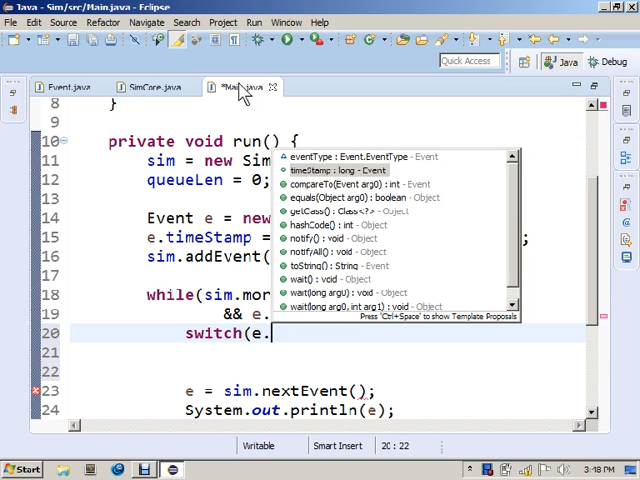 Java - Sim/src/Main.java - Eclipse
File Edit Source Refactor Navigate Search Project Run Window Help
Quick Access Java Debug
Event.java SimCore.java *Main.java
8 }
9
10 private void run() {
11 sim = new Sim
12 queueLen = 0;
13
14 Event e = new
15 e.timeStamp = ;
16 sim.addEvent(
17
18 while(sim.mor
19 && e.
20 switch(e.
21
22
23 e = sim.nextEvent();
24 System.out.println(e);
eventType : Event.EventType - Event
timeStamp : long - Event
compareTo(Event arg0) : int - Event
equals(Object arg0) : boolean - Object
getClass() : Class<?> - Object
hashCode() : int - Object
notify() : void - Object
notifyAll() : void - Object
toString() : String - Event
wait() : void - Object
wait(long arg0) : void - Object
wait(long arg0, int arg1) : void - Object
Press 'Ctrl+Space' to show Template Proposals
Writable Smart Insert 20 : 22
Start 3:48 PM